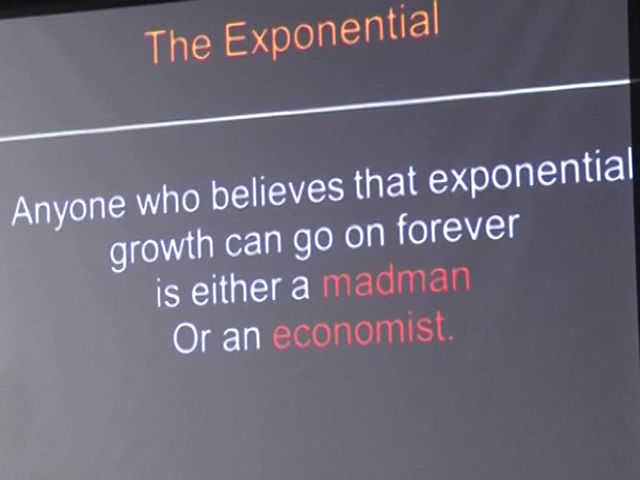 The Exponential
Anyone who believes that exponential
growth can go on forever
is either a madman
Or an economist.